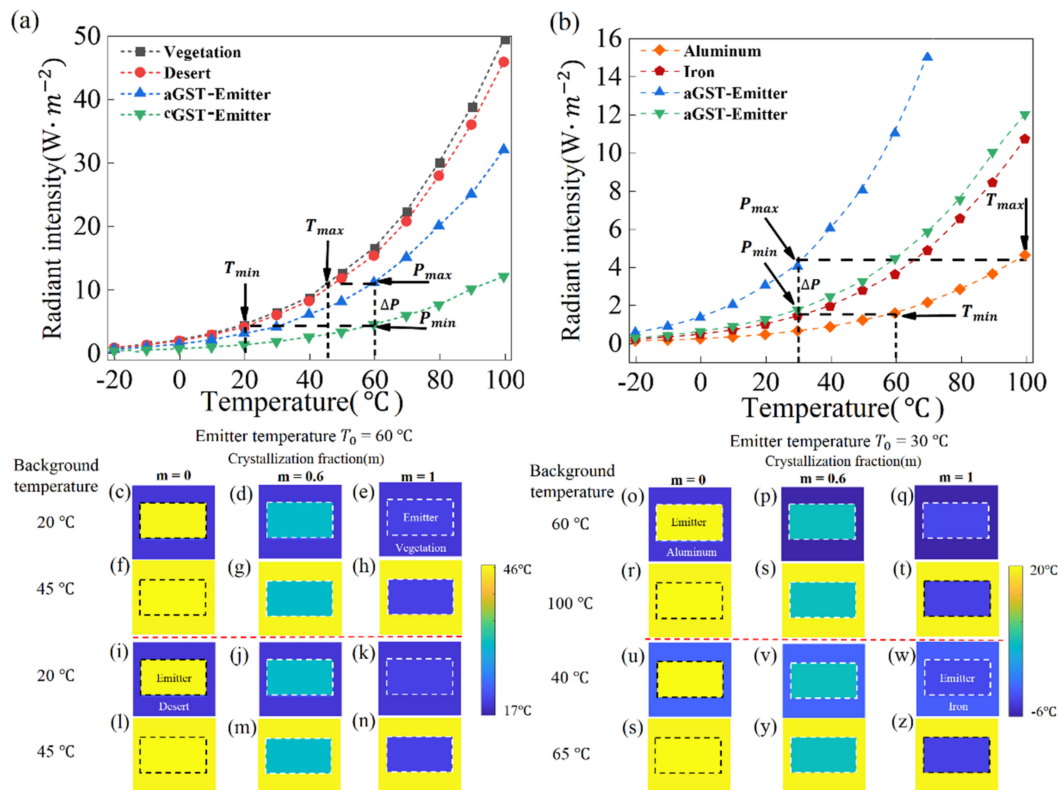 (a)
Radiant intensity(W· m⁻²)
50
40
30
20
10
0
Vegetation
Desert
aGST-Emitter
cGST-Emitter
T_max
T_min
P_max
ΔP
P_min
-20 0 20 40 60 80 100
Temperature(℃)
(b)
Radiant intensity(W· m⁻²)
16
14
12
10
8
6
4
2
0
Aluminum
Iron
aGST-Emitter
aGST-Emitter
P_max
P_min
ΔP
T_max
T_min
-20 0 20 40 60 80 100
Temperature(℃)
Emitter temperature T₀ = 60 ℃
Crystallization fraction(m)
Background
temperature
m = 0 m = 0.6 m = 1
20 ℃
(c) (d) (e)
Emitter
Vegetation
45 ℃
(f) (g) (h)
20 ℃
(i) (j) (k)
Emitter
Desert
45 ℃
(l) (m) (n)
46℃
17℃
Emitter temperature T₀ = 30 ℃
Crystallization fraction(m)
Background
temperature
m = 0 m = 0.6 m = 1
60 ℃
(o) (p) (q)
Emitter
Aluminum
100 ℃
(r) (s) (t)
40 ℃
(u) (v) (w)
Emitter
Iron
65 ℃
(s) (y) (z)
20℃
-6℃